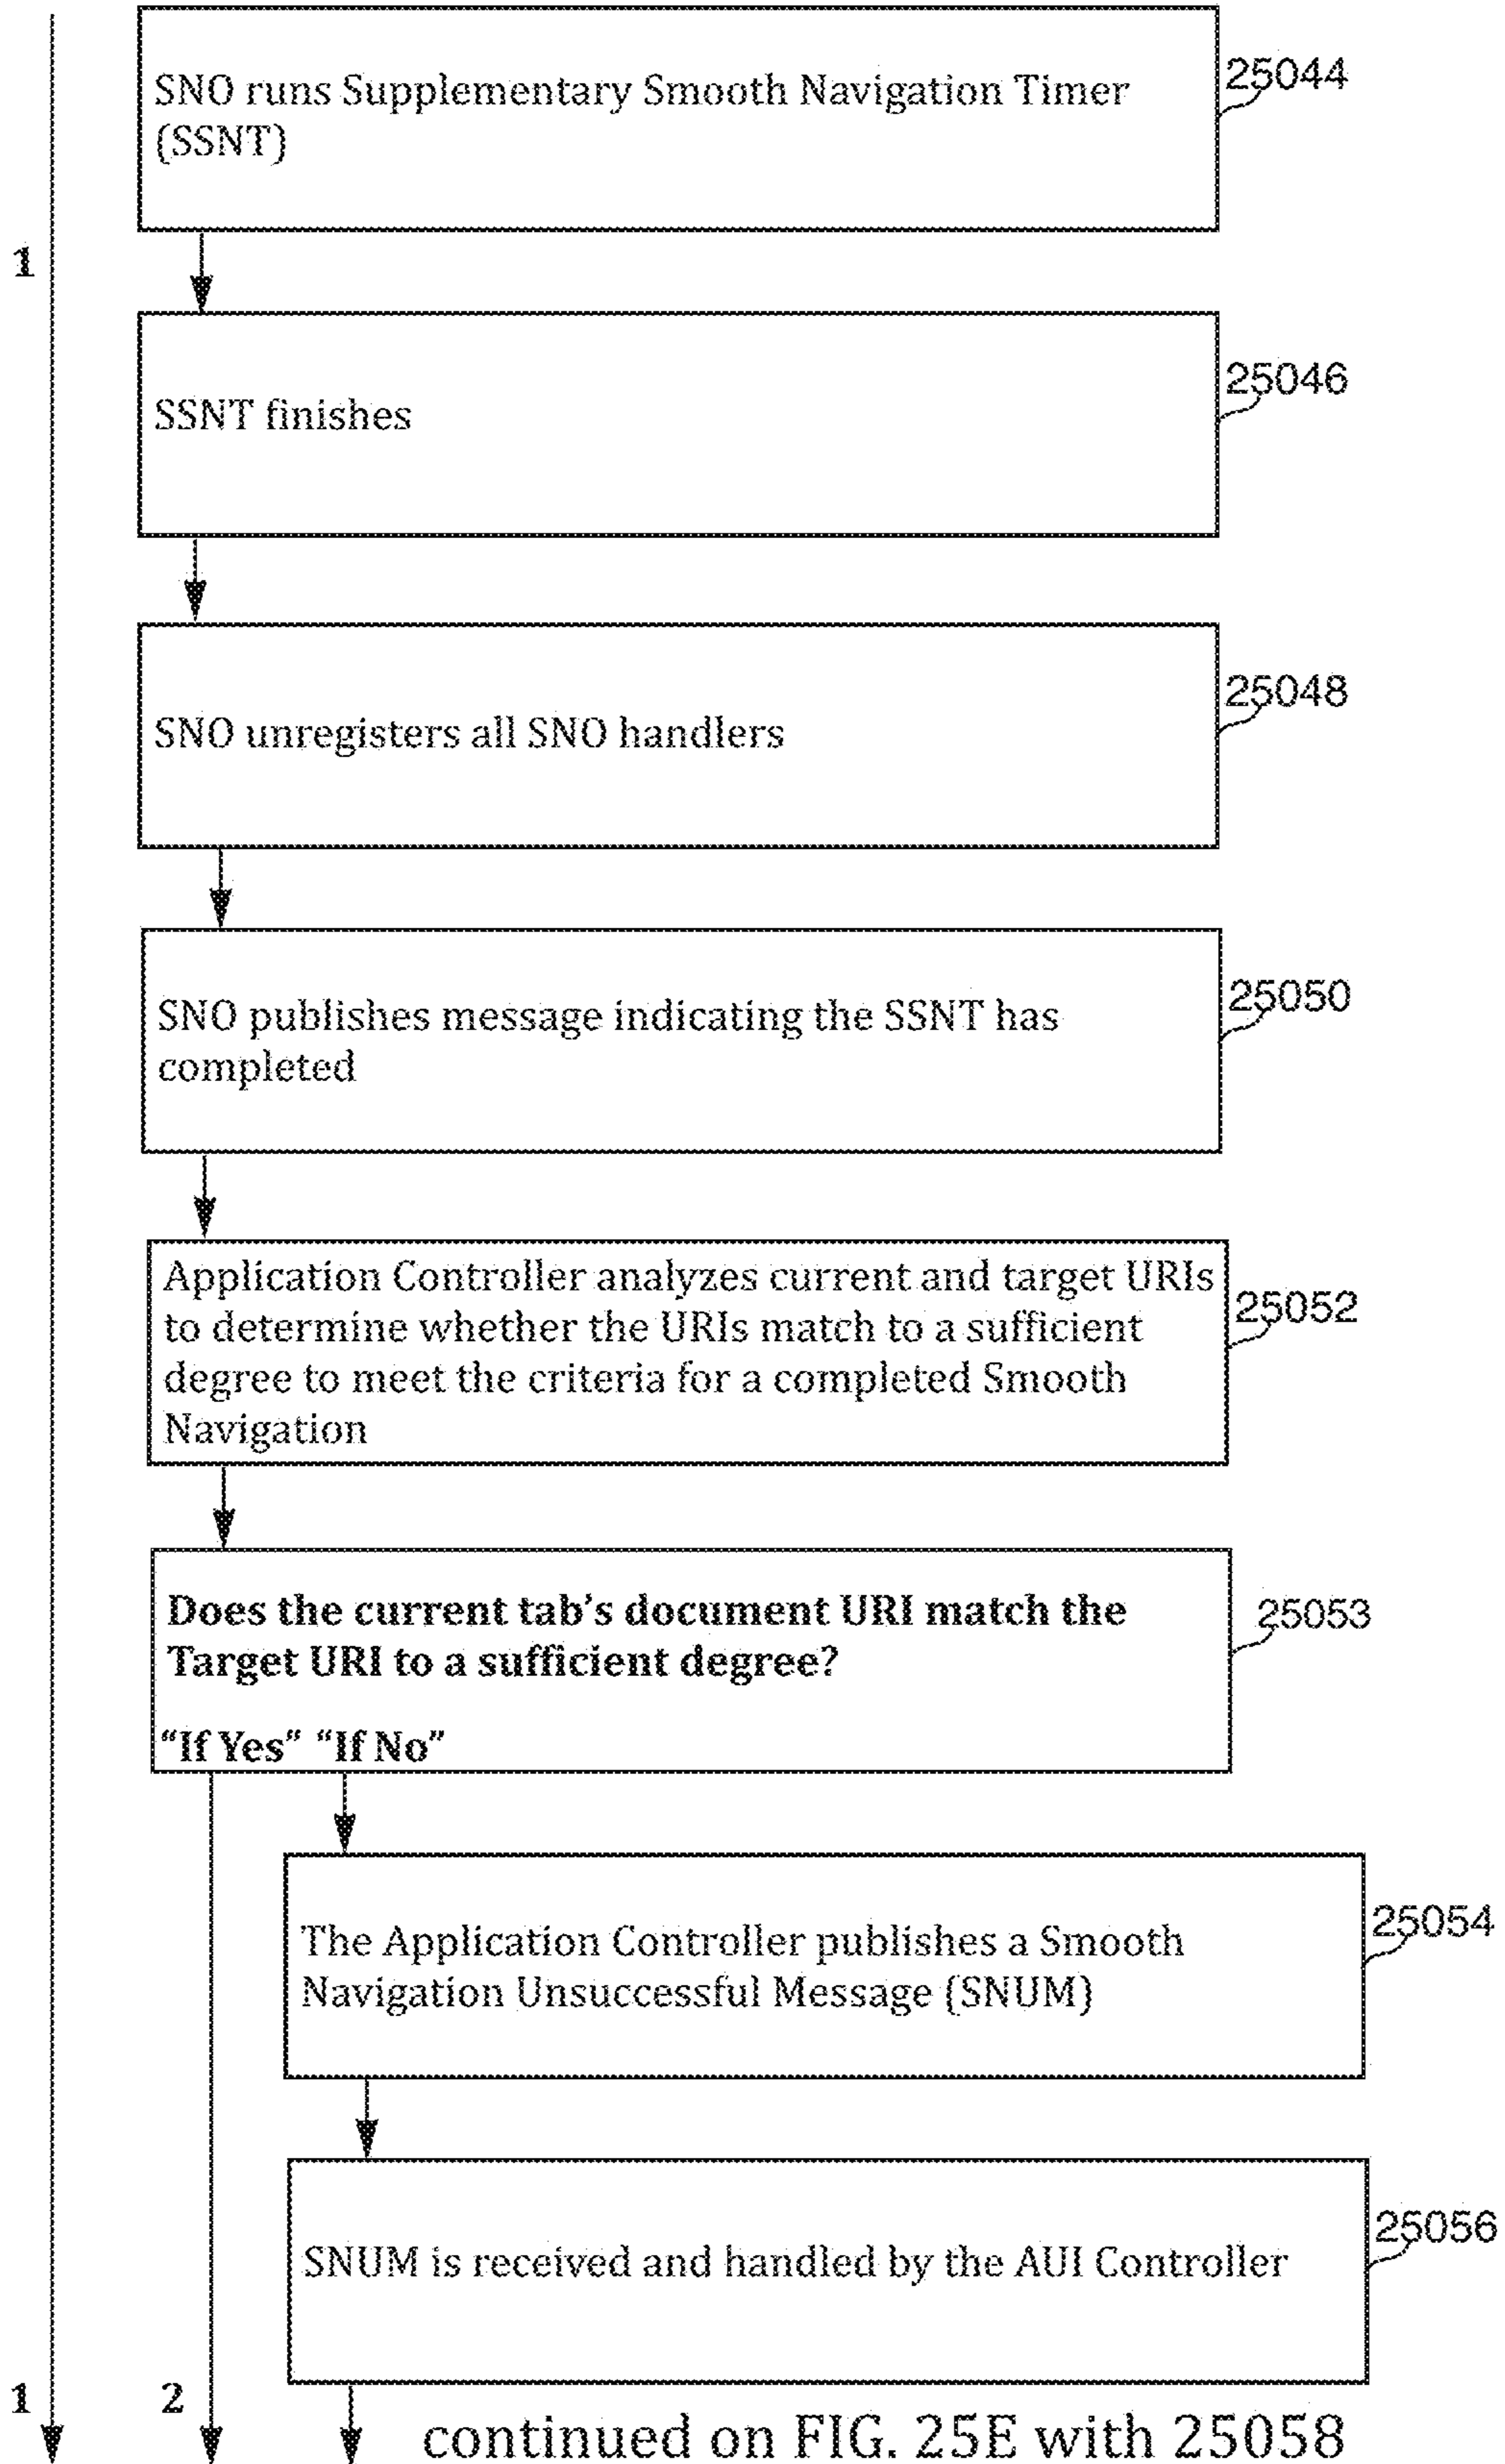 SNO runs Supplementary Smooth Navigation Timer
(SSNT)
25044
1
SSNT finishes
25046
SNO unregisters all SNO handlers
25048
SNO publishes message indicating the SSNT has
completed
25050
Application Controller analyzes current and target URIs
to determine whether the URIs match to a sufficient
degree to meet the criteria for a completed Smooth
Navigation
25052
Does the current tab’s document URI match the
Target URI to a sufficient degree?
“If Yes” “If No”
25053
The Application Controller publishes a Smooth
Navigation Unsuccessful Message (SNUM)
25054
SNUM is received and handled by the AUI Controller
25056
1
2
continued on FIG. 25E with 25058